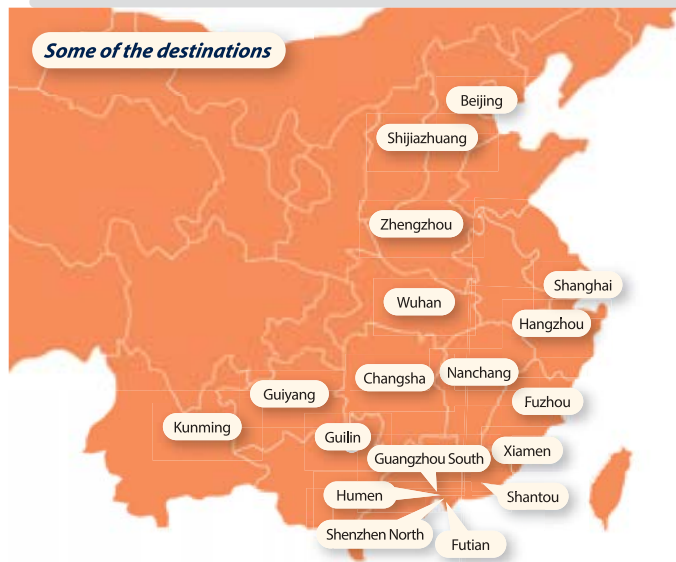 Some of the destinations
Beijing
Shijiazhuang
Zhengzhou
Shanghai
Wuhan
Hangzhou
Nanchang
Changsha
Guiyang
Fuzhou
Kunming
Guilin
Xiamen
Guangzhou South
Humen
Shantou
Shenzhen North
Futian